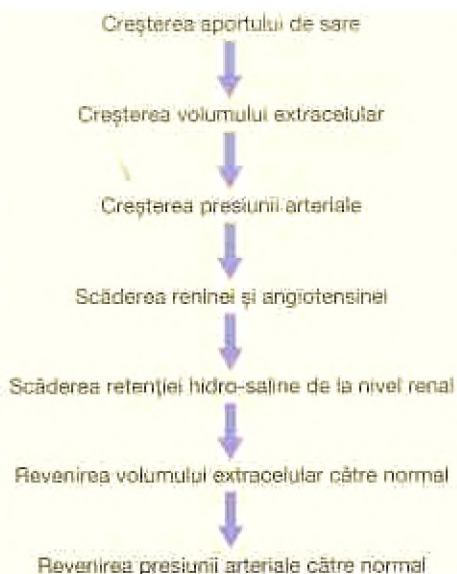 Creşterea aportului de sare
Creşterea volumului extracelular
Creşterea presiunii arteriale
Scăderea reninei şi angiotensinei
Scăderea retenţiei hidro-saline de la nivel renal
Revenirea volumului extracelular către normal
Revenirea presiunii arteriale către normal